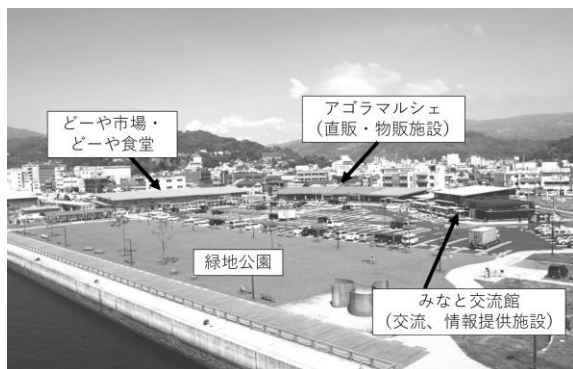 どーや市場・
どーや食堂
アゴラマルシェ
（直販・物販施設）
緑地公園
みなと交流館
（交流、情報提供施設）